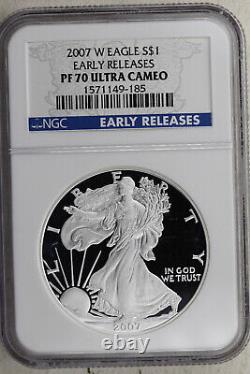 2007 W EAGLE S$1
EARLY RELEASES
PF 70 ULTRA CAMEO
1571149-185
NGC EARLY RELEASES
LIBERTY
IN GOD
WE TRUST
2007